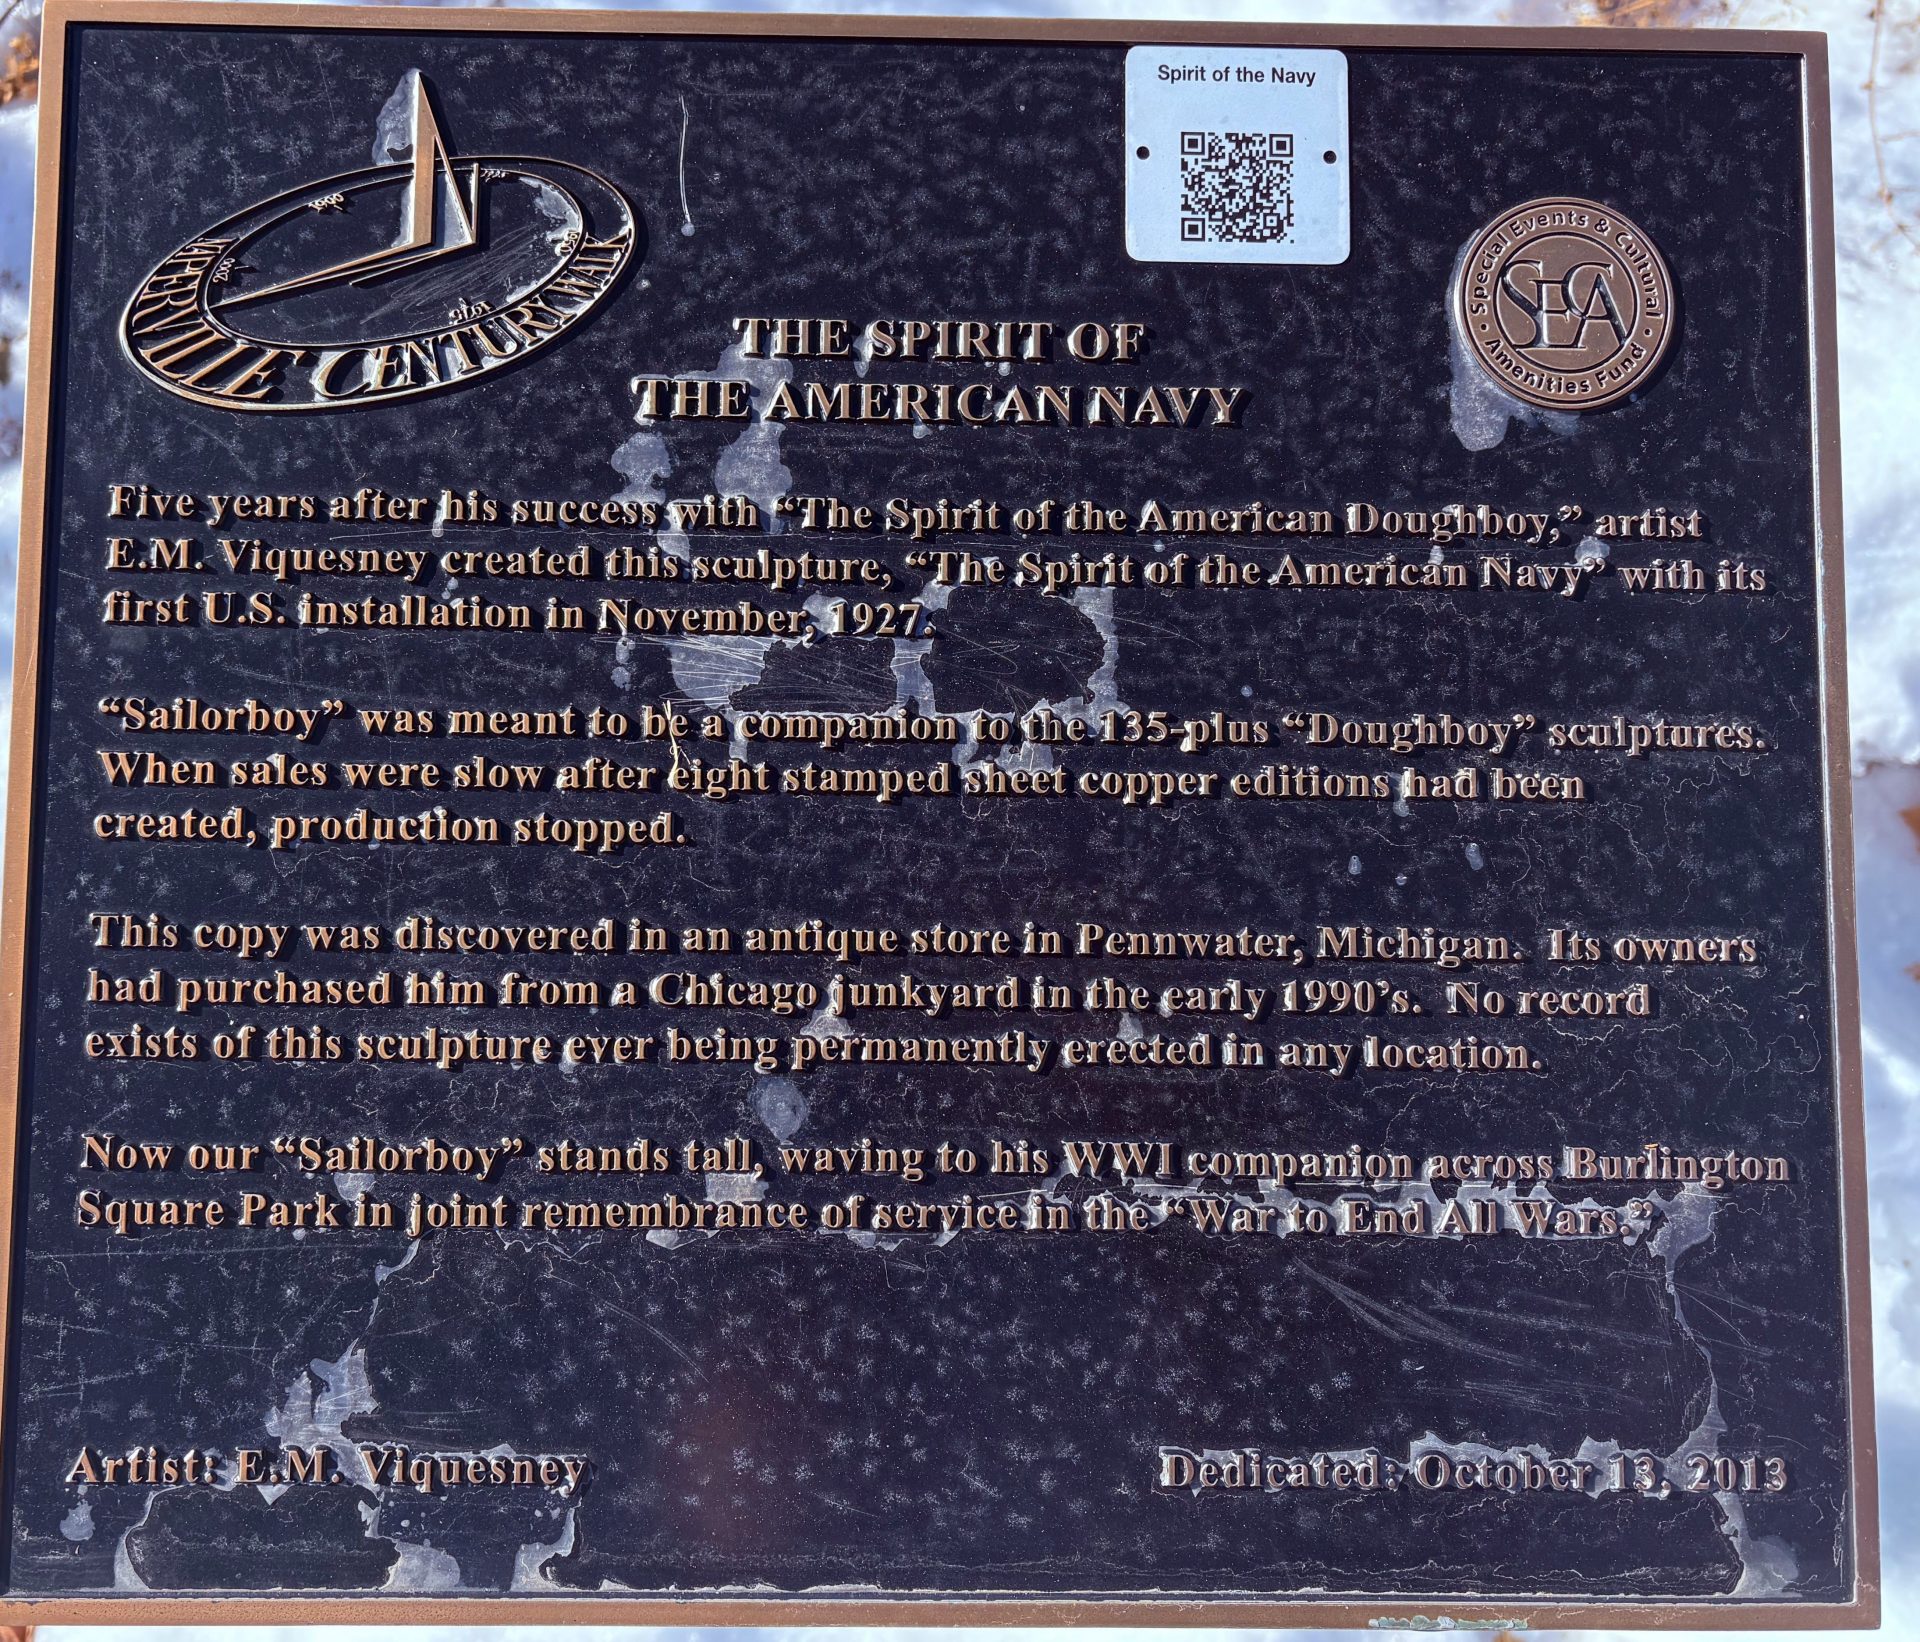 Spirit of the Navy
NAPERVILLE CENTURY WALK
1900
2000
1950
1975
Special Events & Cultural
SECA
• Amenities Fund •
THE SPIRIT OF
THE AMERICAN NAVY
Five years after his success with “The Spirit of the American Doughboy,” artist
E.M. Viquesney created this sculpture, “The Spirit of the American Navy” with its
first U.S. installation in November, 1927.
“Sailorboy” was meant to be a companion to the 135-plus “Doughboy” sculptures.
When sales were slow after eight stamped sheet copper editions had been
created, production stopped.
This copy was discovered in an antique store in Pennwater, Michigan. Its owners
had purchased him from a Chicago junkyard in the early 1990’s. No record
exists of this sculpture ever being permanently erected in any location.
Now our “Sailorboy” stands tall, waving to his WWI companion across Burlington
Square Park in joint remembrance of service in the “War to End All Wars.”
Artist: E.M. Viquesney
Dedicated: October 13, 2013